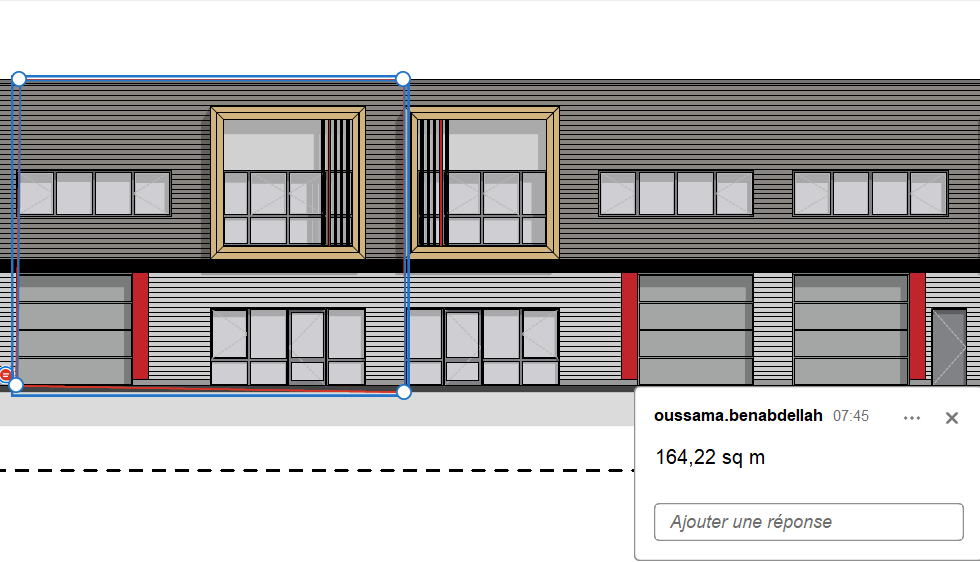 oussama.benabdellah 07:45
164,22 sq m
Ajouter une réponse